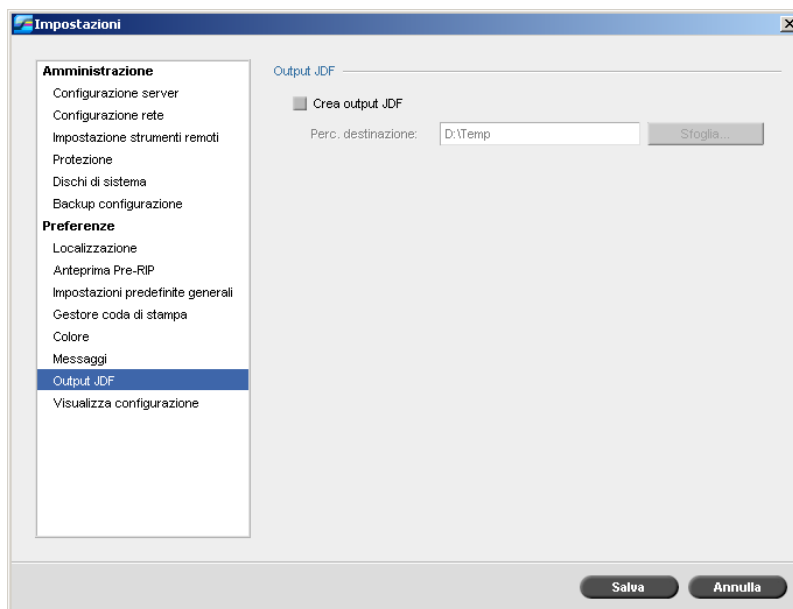 Impostazioni
Amministrazione
Configurazione server
Configurazione rete
Impostazione strumenti remoti
Protezione
Dischi di sistema
Backup configurazione
Preferenze
Localizzazione
Anteprima Pre-RIP
Impostazioni predefinite generali
Gestore coda di stampa
Colore
Messaggi
Output JDF
Visualizza configurazione
Output JDF
Crea output JDF
Perc. destinazione: D:\Temp Sfoglia...
Salva Annulla